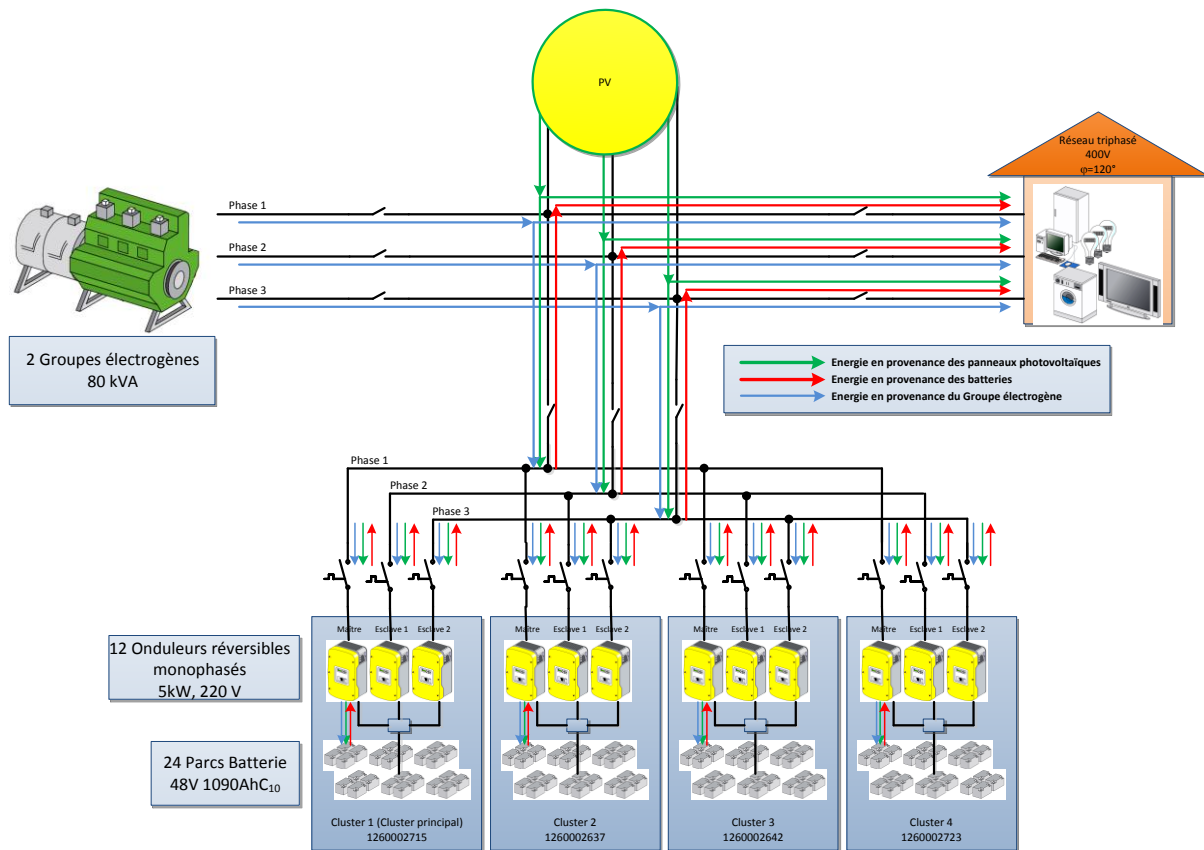 PV
Réseau triphasé
400V
φ=120°
Phase 1
Phase 2
Phase 3
2 Groupes électrogènes
80 kVA
Energie en provenance des panneaux photovoltaïques
Energie en provenance des batteries
Energie en provenance du Groupe électrogène
Phase 1
Phase 2
Phase 3
Maître Esclave 1 Esclave 2
Maître Esclave 1 Esclave 2
Maître Esclave 1 Esclave 2
Maître Esclave 1 Esclave 2
12 Onduleurs réversibles
monophasés
5kW, 220 V
24 Parcs Batterie
48V 1090AhC₁₀
Cluster 1 (Cluster principal)
1260002715
Cluster 2
1260002637
Cluster 3
1260002642
Cluster 4
1260002723